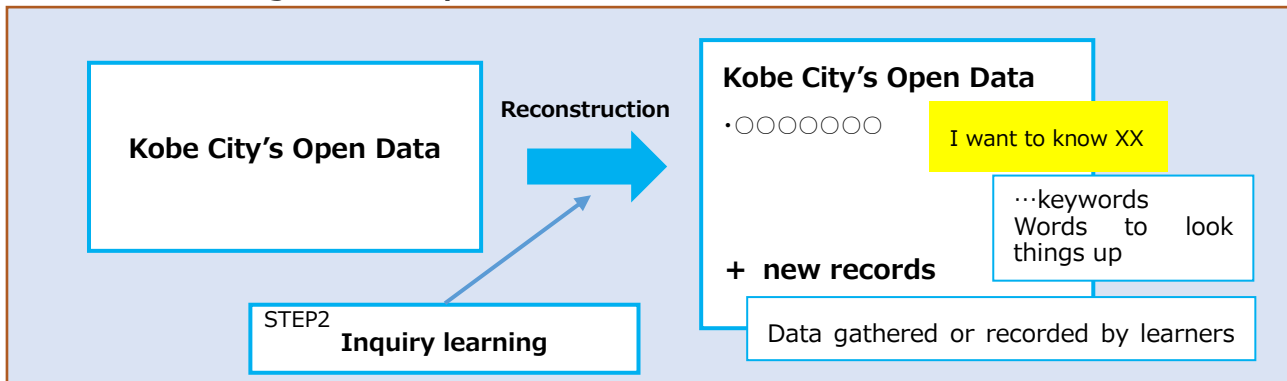 Kobe City’s Open Data
Reconstruction
STEP2
Inquiry learning
Kobe City’s Open Data
・○○○○○○○
I want to know XX
…keywords
Words to look
things up
+ new records
Data gathered or recorded by learners